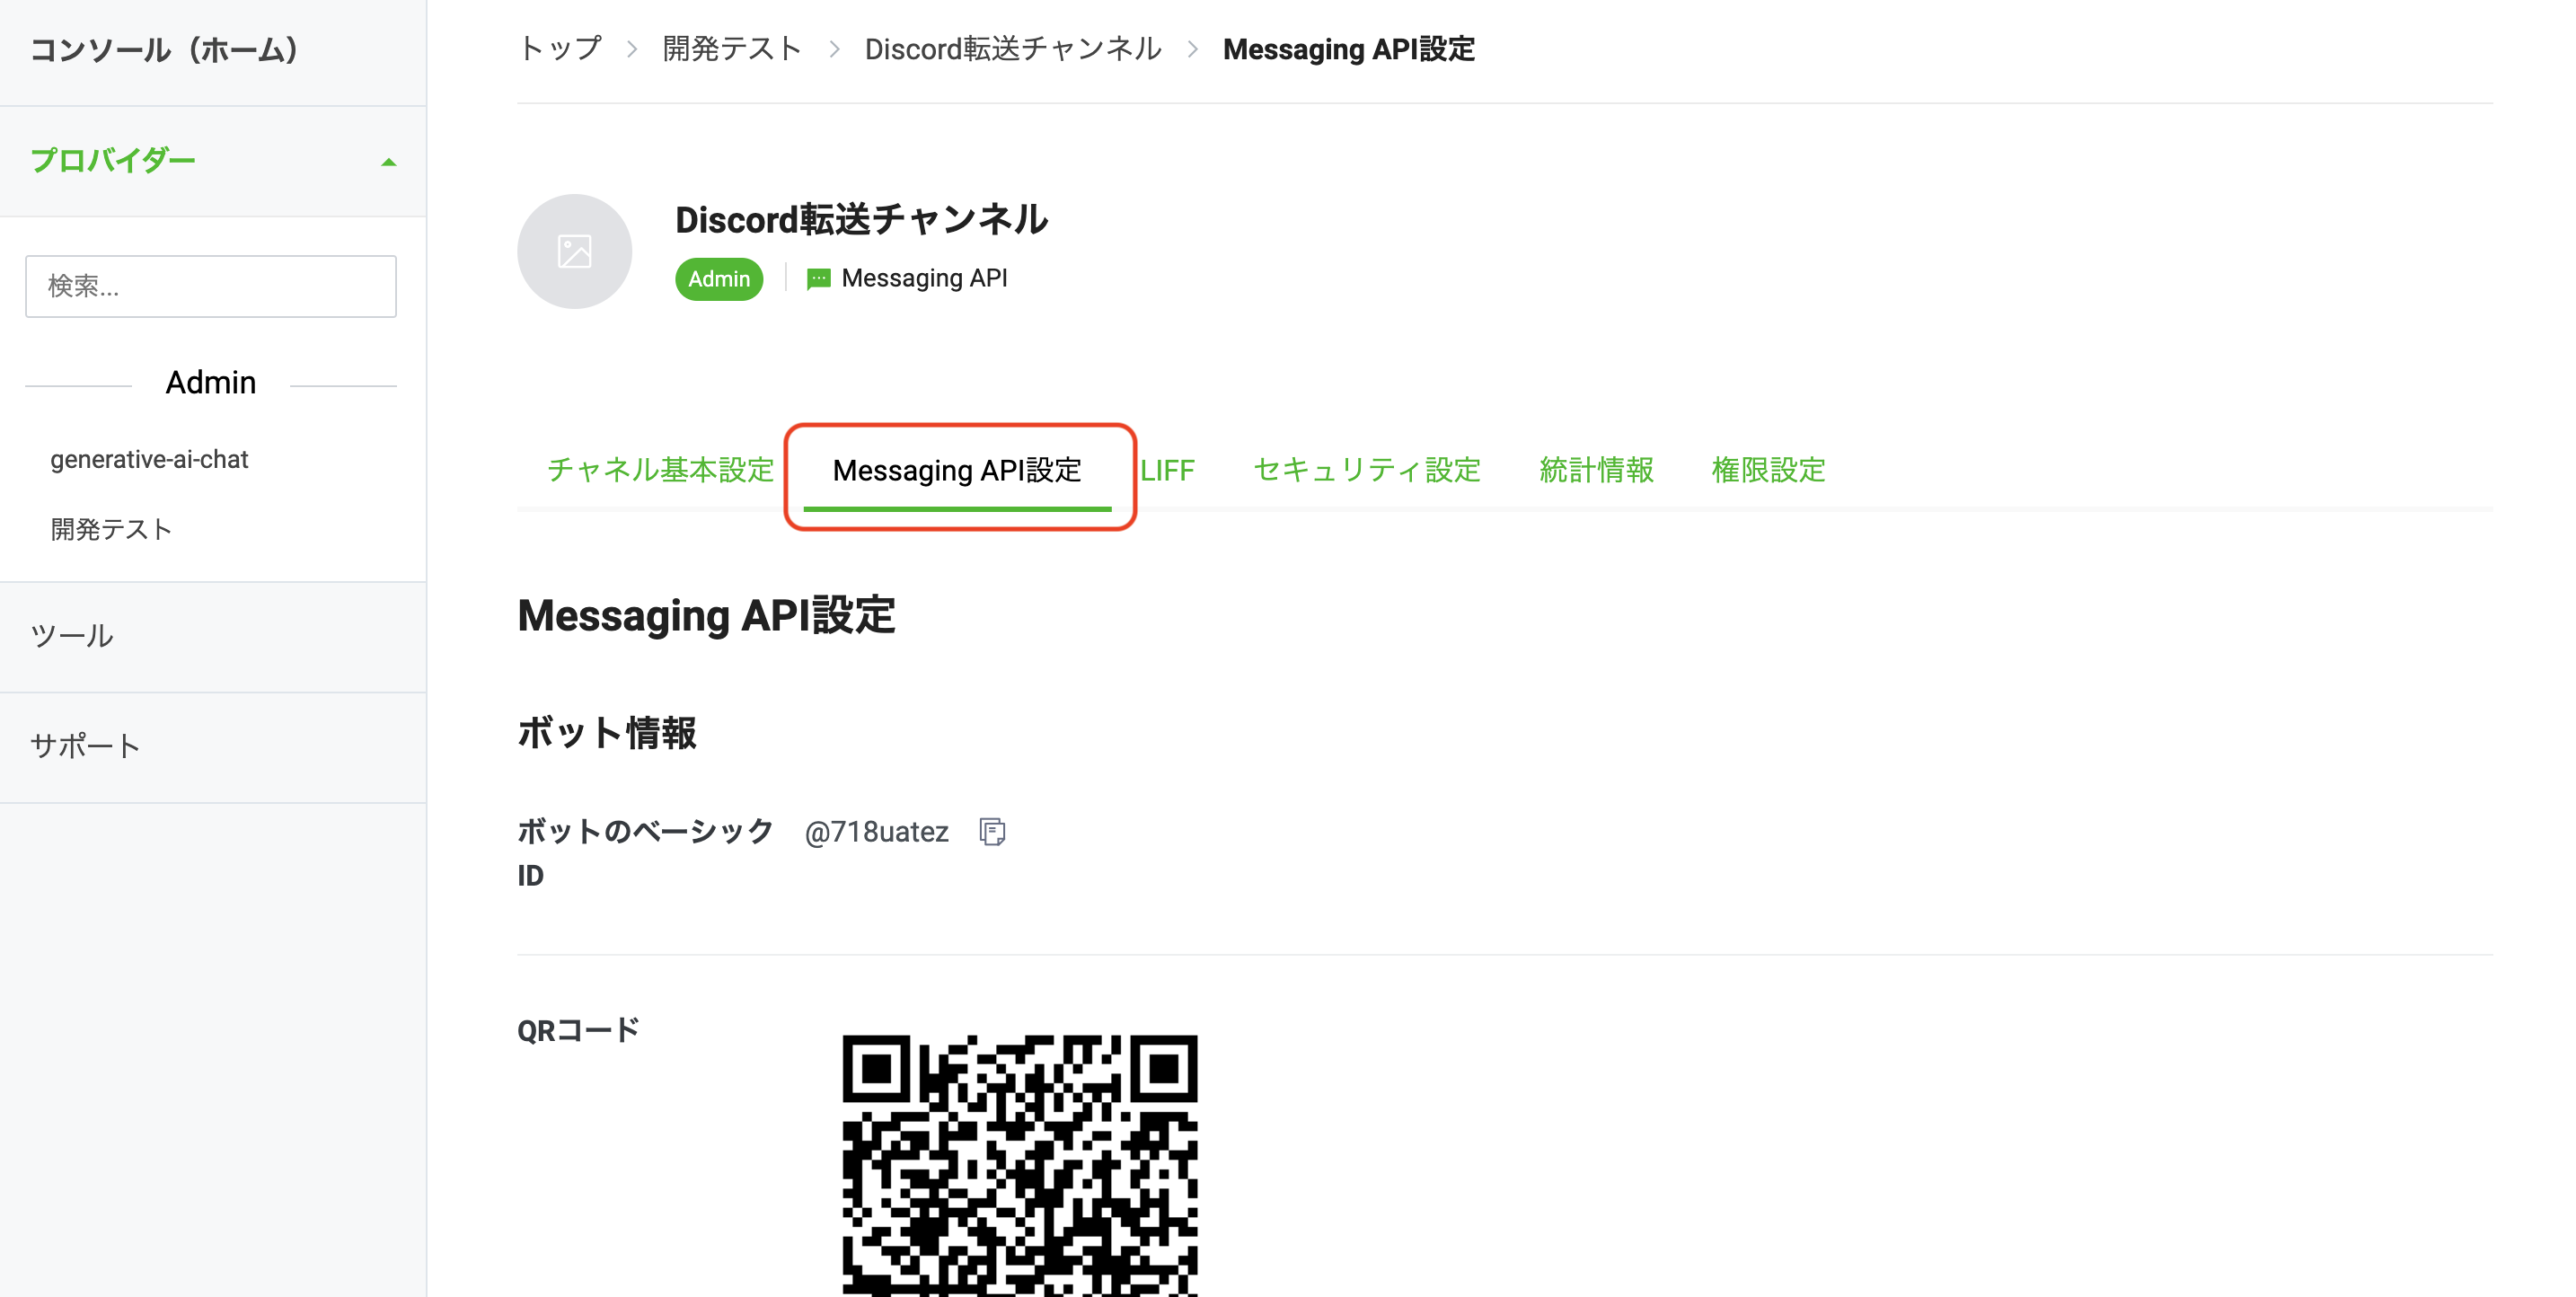 コンソール（ホーム）
プロバイダー
検索...
Admin
generative-ai-chat
開発テスト
ツール
サポート
トップ > 開発テスト > Discord転送チャンネル > Messaging API設定
Discord転送チャンネル
Admin Messaging API
チャネル基本設定 Messaging API設定 LIFF セキュリティ設定 統計情報 権限設定
Messaging API設定
ボット情報
ボットのベーシック @718uatez
ID
QRコード